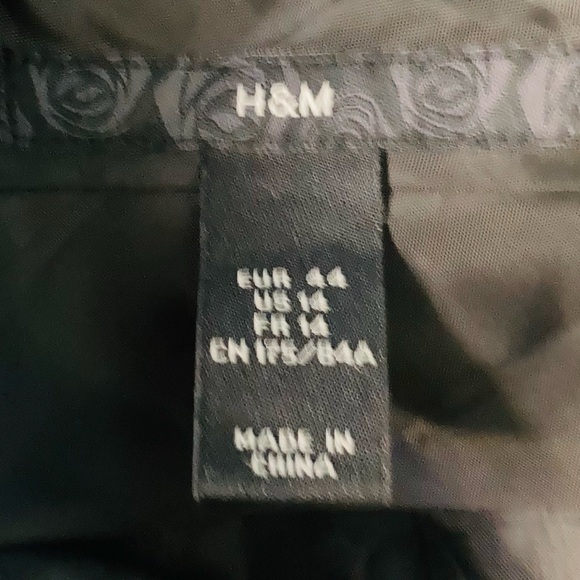 H&M
EUR 44
US 14
FR 14
CN 175/84A
MADE IN
CHINA